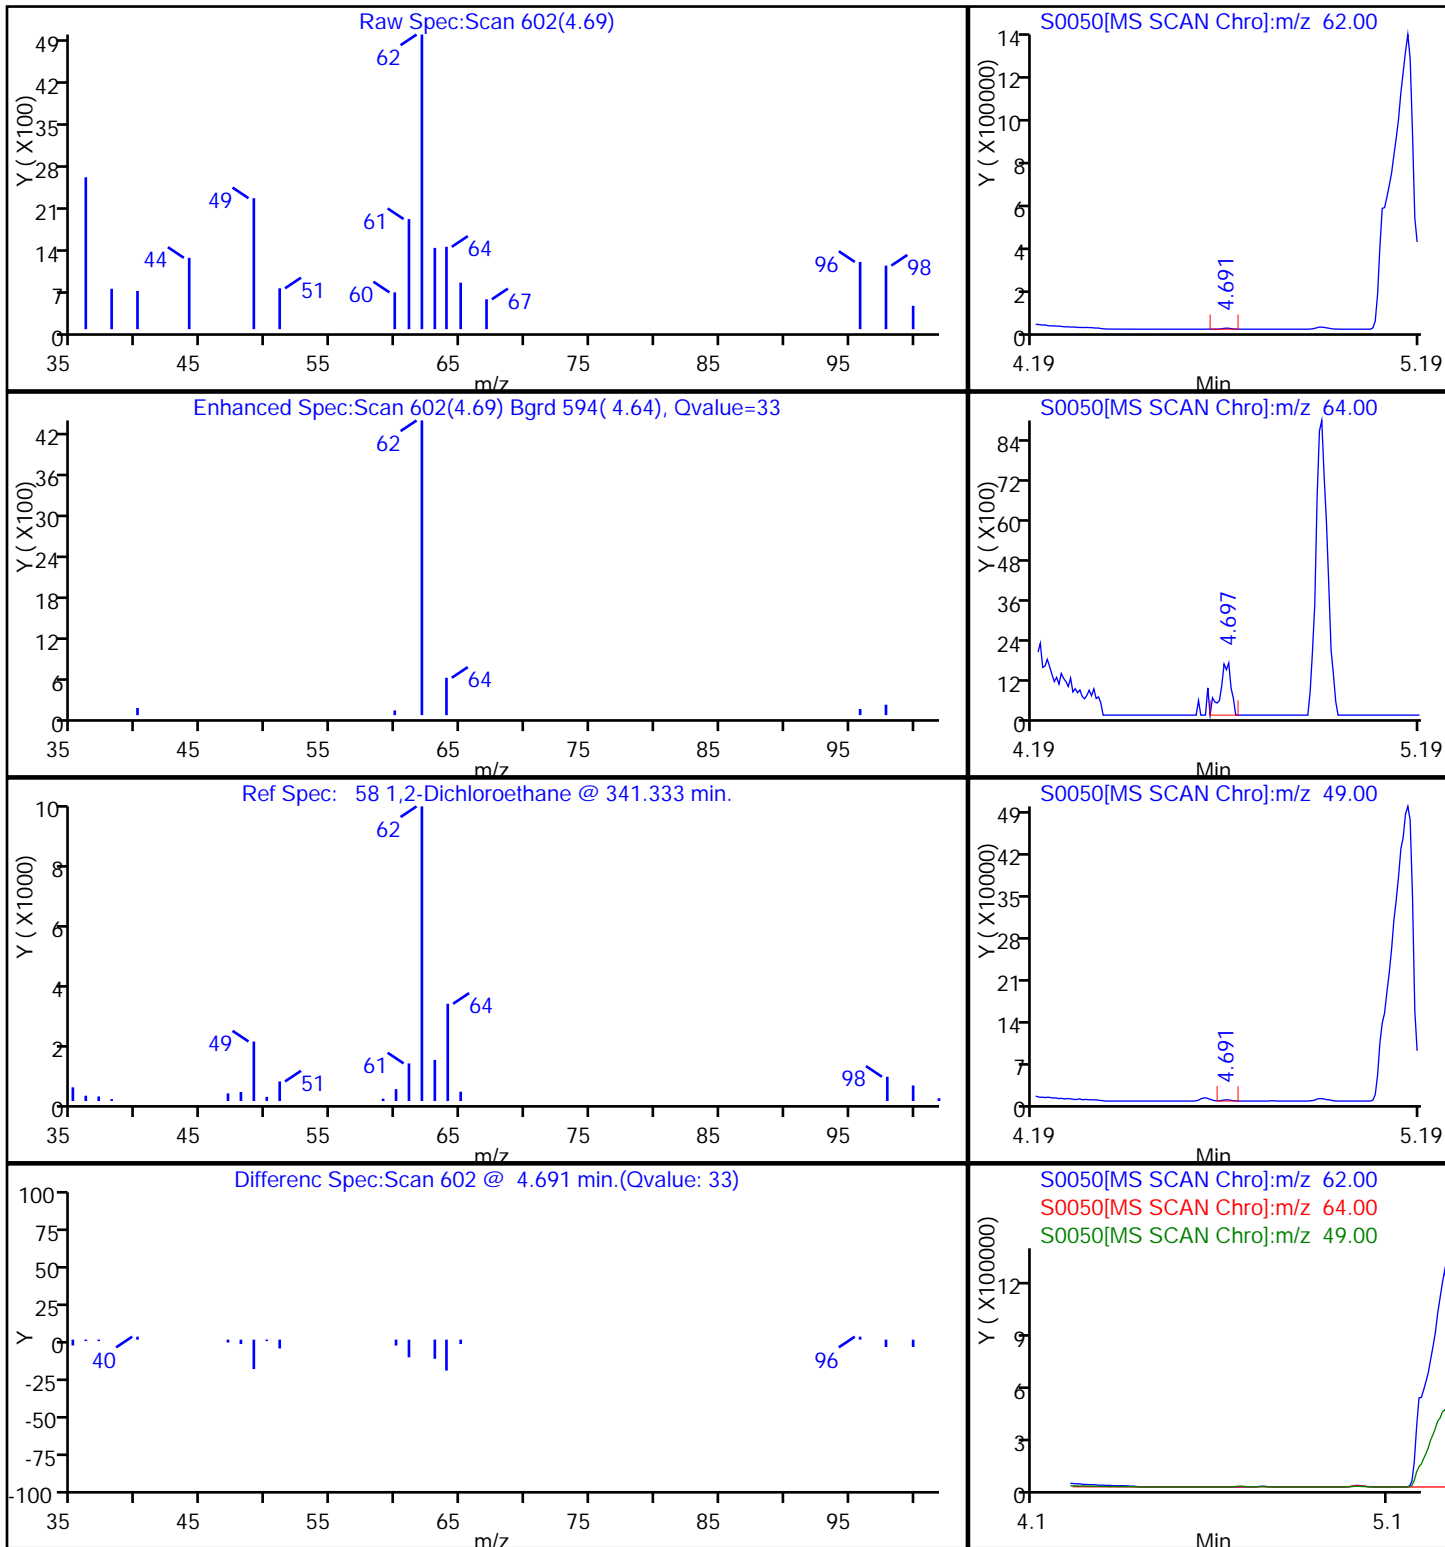 Raw Spec:Scan 602(4.69)
Y ( X100)
49
42
35
28
21
14
7
0
62
49
44
51
61
60
64
67
96
98
35 45 55 65 75 85 95
m/z
S0050[MS SCAN Chro]:m/z 62.00
Y ( X100000)
14
12
10
8
6
4
2
0
4.691
4.19 5.19
Min
Enhanced Spec:Scan 602(4.69) Bgrd 594( 4.64), Qvalue=33
Y ( X100)
42
36
30
24
18
12
6
0
62
64
35 45 55 65 75 85 95
m/z
S0050[MS SCAN Chro]:m/z 64.00
Y ( X100)
84
72
60
48
36
24
12
0
4.697
4.19 5.19
Min
Ref Spec: 58 1,2-Dichloroethane @ 341.333 min.
Y ( X1000)
10
8
6
4
2
0
62
64
49
51
61
98
35 45 55 65 75 85 95
m/z
S0050[MS SCAN Chro]:m/z 49.00
Y ( X10000)
49
42
35
28
21
14
7
0
4.691
4.19 5.19
Min
Differenc Spec:Scan 602 @ 4.691 min.(Qvalue: 33)
Y
100
75
50
25
0
-25
-50
-75
-100
40
96
35 45 55 65 75 85 95
m/z
S0050[MS SCAN Chro]:m/z 62.00
S0050[MS SCAN Chro]:m/z 64.00
S0050[MS SCAN Chro]:m/z 49.00
Y ( X100000)
12
9
6
3
0
4.1 5.1
Min